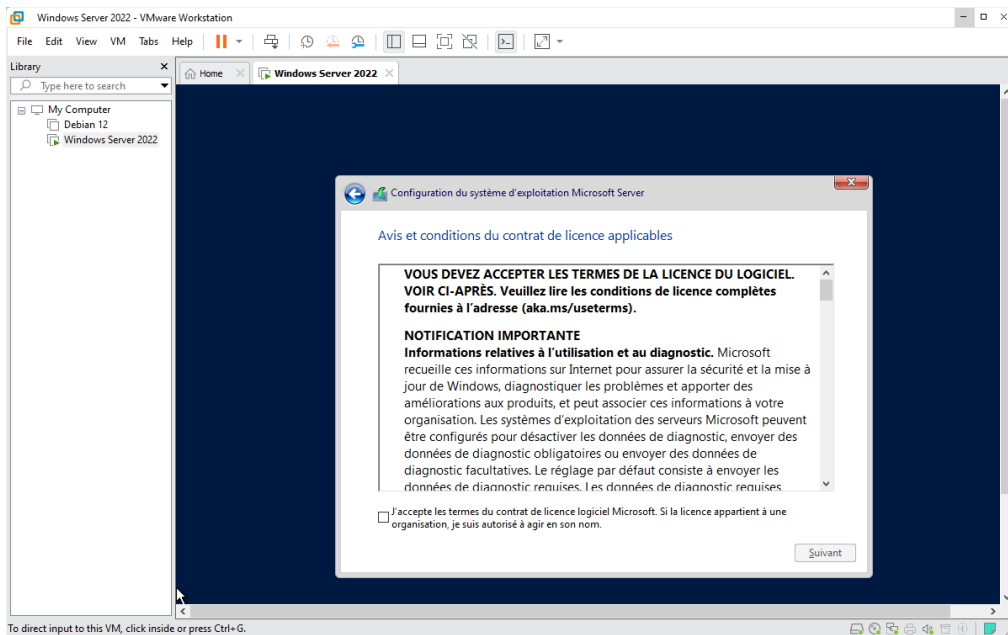 Windows Server 2022 - VMware Workstation
File Edit View VM Tabs Help
Library
Home
Windows Server 2022
Type here to search
My Computer
Debian 12
Windows Server 2022
Configuration du système d'exploitation Microsoft Server
Avis et conditions du contrat de licence applicables
VOUS DEVEZ ACCEPTER LES TERMES DE LA LICENCE DU LOGICIEL.
VOIR CI-APRÈS. Veuillez lire les conditions de licence complètes
fournies à l'adresse (aka.ms/useterms).
NOTIFICATION IMPORTANTE
Informations relatives à l'utilisation et au diagnostic. Microsoft
recueille ces informations sur Internet pour assurer la sécurité et la mise à
jour de Windows, diagnostiquer les problèmes et apporter des
améliorations aux produits, et peut associer ces informations à votre
organisation. Les systèmes d'exploitation des serveurs Microsoft peuvent
être configurés pour désactiver les données de diagnostic, envoyer des
données de diagnostic obligatoires ou envoyer des données de
diagnostic facultatives. Le réglage par défaut consiste à envoyer les
données de diagnostic requises. Les données de diagnostic requises
J'accepte les termes du contrat de licence logiciel Microsoft. Si la licence appartient à une
organisation, je suis autorisé à agir en son nom.
Suivant
To direct input to this VM, click inside or press Ctrl+G.